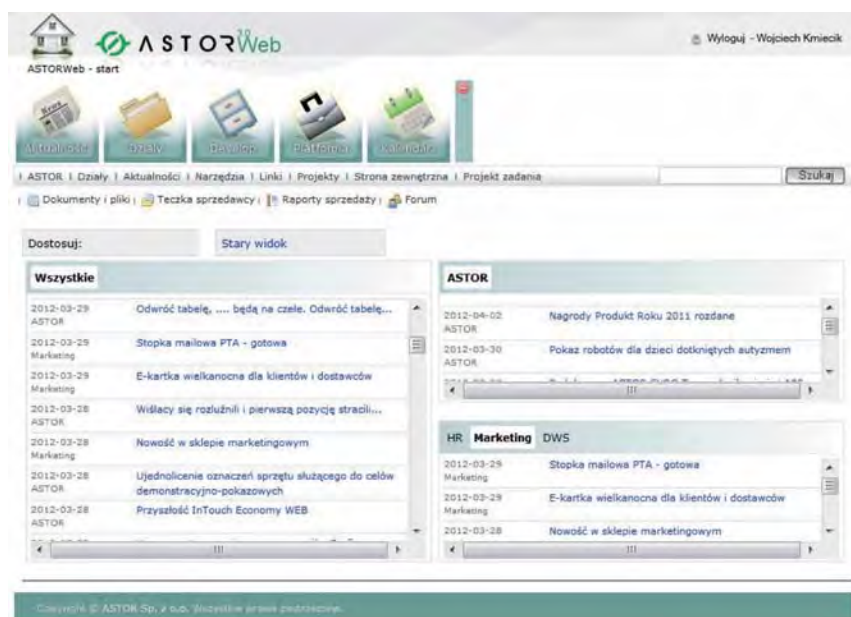 ASTORWeb 2.0
Wyloguj - Wojciech Kmiecik
ASTORWeb - start
News
Aktualności Działy Develop Platforma Kalendarz
ASTOR | Działy | Aktualności | Narzędzia | Linki | Projekty | Strona zewnętrzna | Projekt zadania Szukaj
Dokumenty i pliki | Teczka sprzedawcy | Raporty sprzedaży | Forum
Dostosuj: Stary widok
Wszystkie
2012-03-29 Odwróć tabelę, .... będą na czele. Odwróć tabelę...
ASTOR
2012-03-29 Stopka mailowa PTA - gotowa
Marketing
2012-03-29 E-kartka wielkanocna dla klientów i dostawców
Marketing
2012-03-28 Wiślacy się rozluźnili i pierwszą pozycję stracili...
ASTOR
2012-03-28 Nowość w sklepie marketingowym
Marketing
2012-03-28 Ujednolicenie oznaczeń sprzętu służącego do celów
ASTOR demonstracyjno-pokazowych
2012-03-28 Przyszłość InTouch Economy WEB
ASTOR
ASTOR
2012-04-02 Nagrody Produkt Roku 2011 rozdane
ASTOR
2012-03-30 Pokaz robotów dla dzieci dotkniętych autyzmem
ASTOR
HR Marketing DWS
2012-03-29 Stopka mailowa PTA - gotowa
Marketing
2012-03-29 E-kartka wielkanocna dla klientów i dostawców
Marketing
2012-03-28 Nowość w sklepie marketingowym
Copyright © ASTOR Sp. z o.o. Wszystkie prawa zastrzeżone.